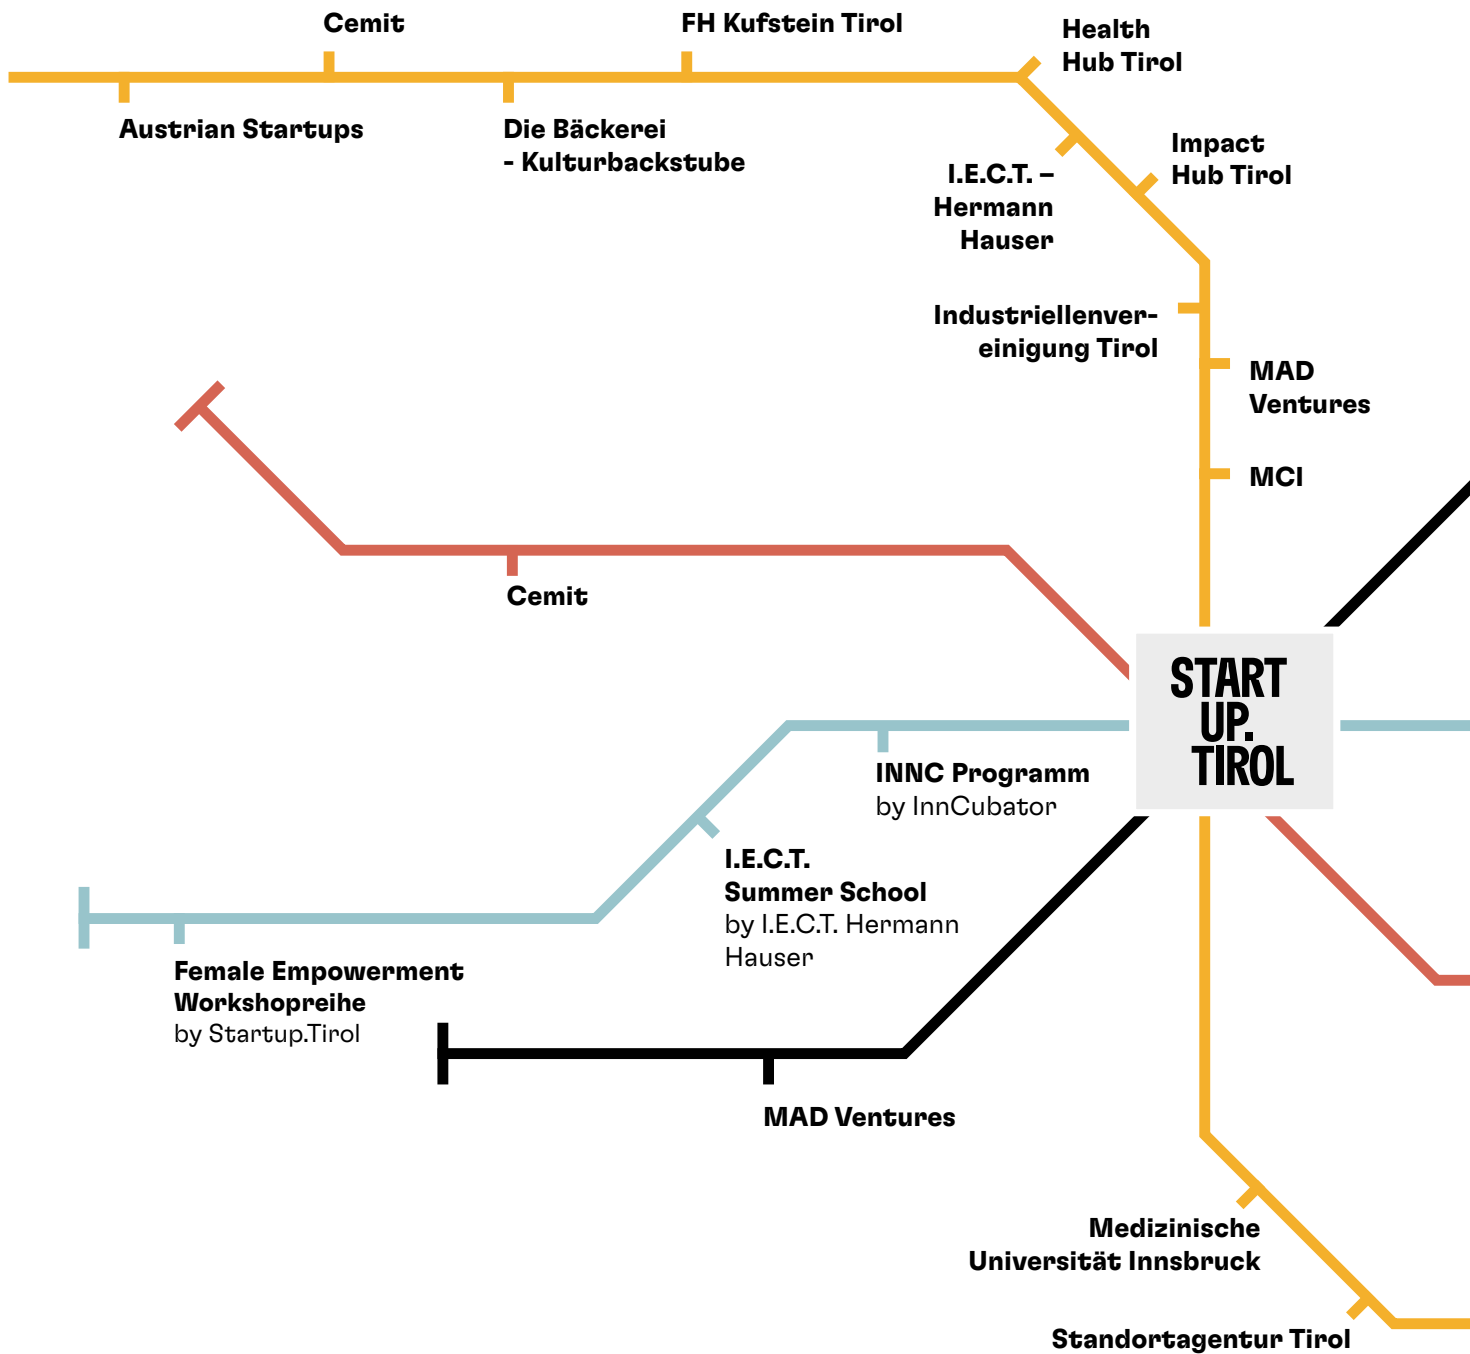 Cemit
FH Kufstein Tirol
Health
Hub Tirol
Austrian Startups
Die Bäckerei
- Kulturbackstube
Impact
Hub Tirol
I.E.C.T. –
Hermann
Hauser
Industriellenver-
einigung Tirol
MAD
Ventures
MCI
Cemit
START
UP.
TIROL
INNC Programm
by InnCubator
I.E.C.T.
Summer School
by I.E.C.T. Hermann
Hauser
Female Empowerment
Workshopreihe
by Startup.Tirol
MAD Ventures
Medizinische
Universität Innsbruck
Standortagentur Tirol